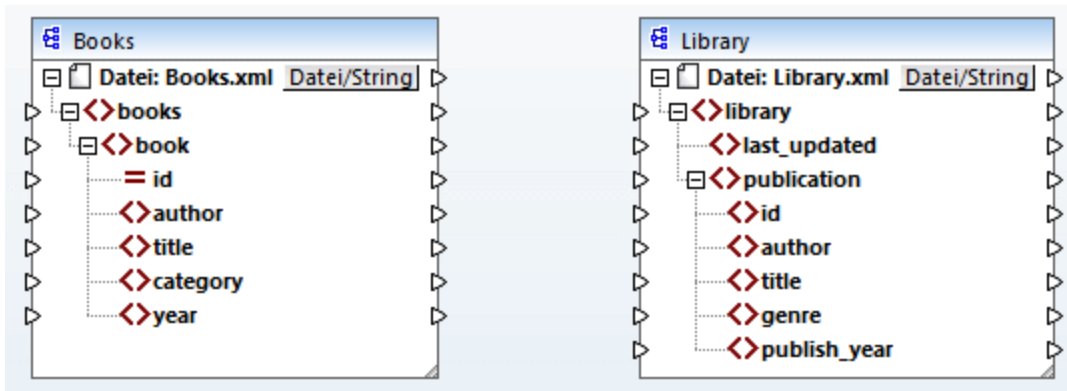 Books
Datei: Books.xml Datei/String
books
book
id
author
title
category
year
Library
Datei: Library.xml Datei/String
library
last_updated
publication
id
author
title
genre
publish_year